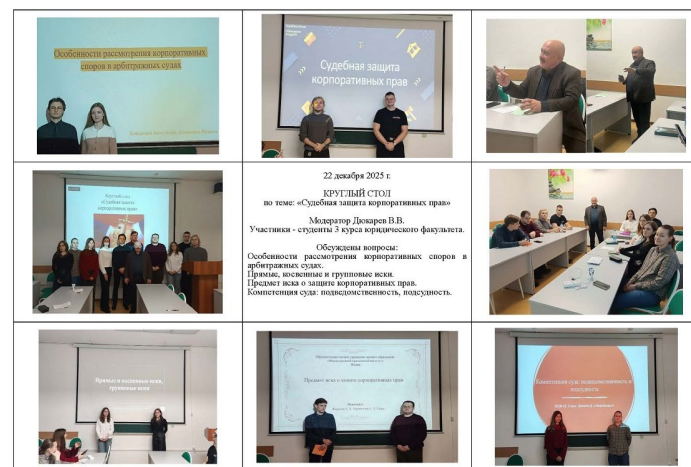 Особенности рассмотрения корпоративных
споров в арбитражных судах
Судебная защита
корпоративных прав
Круглый стол
«Судебная защита
корпоративных прав»
22 декабря 2025 г.
КРУГЛЫЙ СТОЛ
по теме: «Судебная защита корпоративных прав»
Модератор Дюкарев В.В.
Участники - студенты 3 курса юридического факультета.
Обсуждены вопросы:
Особенности рассмотрения корпоративных споров в
арбитражных судах.
Прямые, косвенные и групповые иски.
Предмет иска о защите корпоративных прав.
Компетенция суда: подведомственность, подсудность.
Прямые и косвенные иски,
групповые иски
Предмет иска о защите корпоративных прав
Компетенция суда: подведомственность и
подсудность